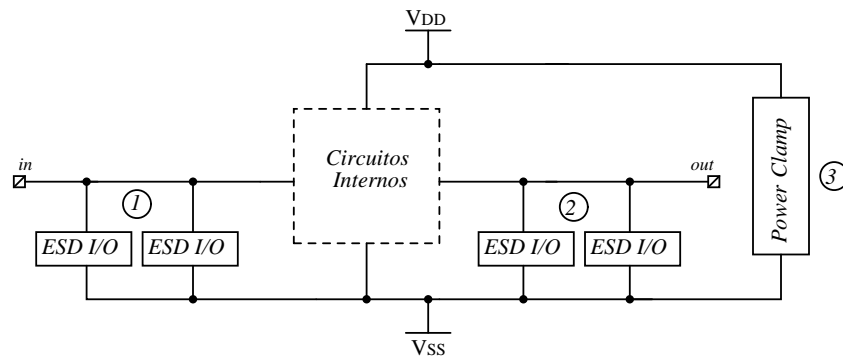 VDD
in
Circuitos
Internos
out
Power Clamp
3
1
2
ESD I/O
ESD I/O
ESD I/O
ESD I/O
VSS